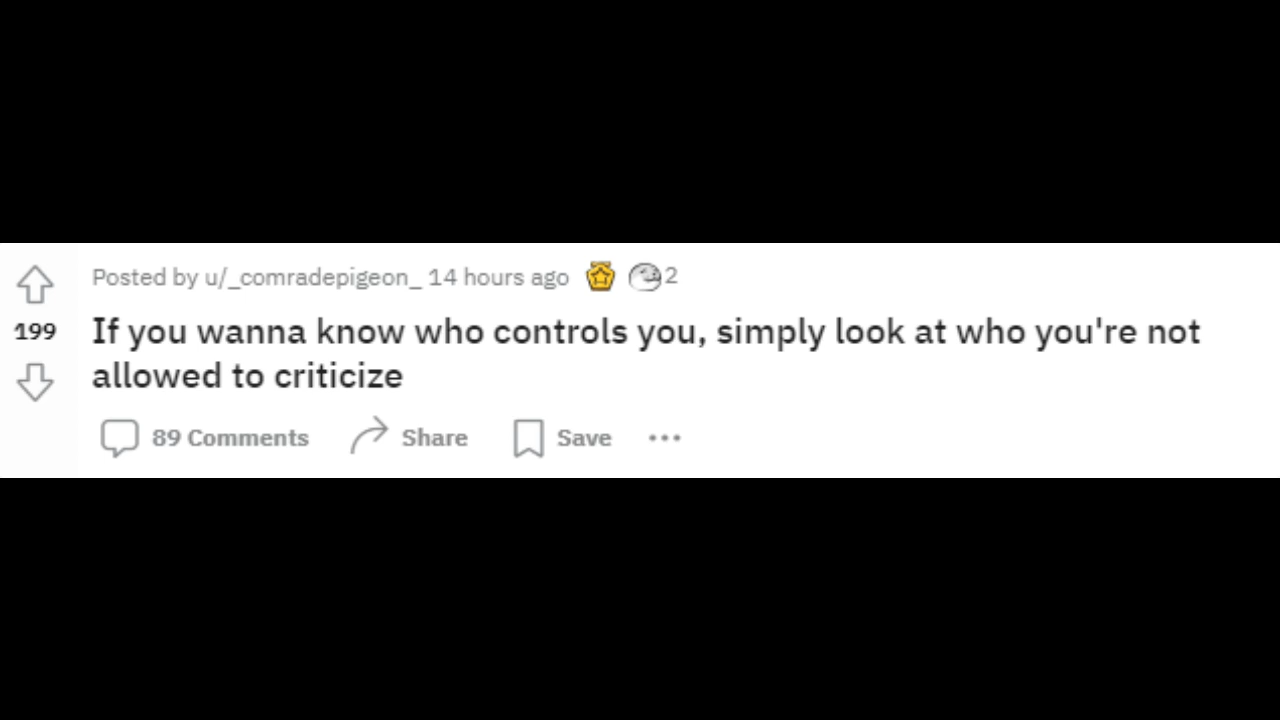 Posted by u/_comradepigeon_ 14 hours ago 2
199 If you wanna know who controls you, simply look at who you're not
allowed to criticize
89 Comments Share Save